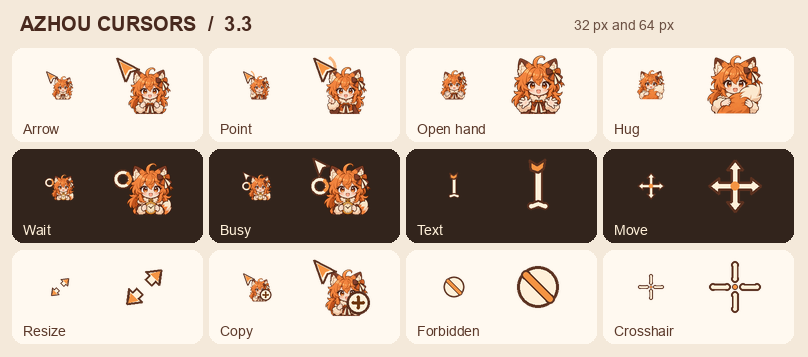 AZHOU CURSORS / 3.3
32 px and 64 px
Arrow
Point
Open hand
Hug
Wait
Busy
Text
Move
Resize
Copy
Forbidden
Crosshair